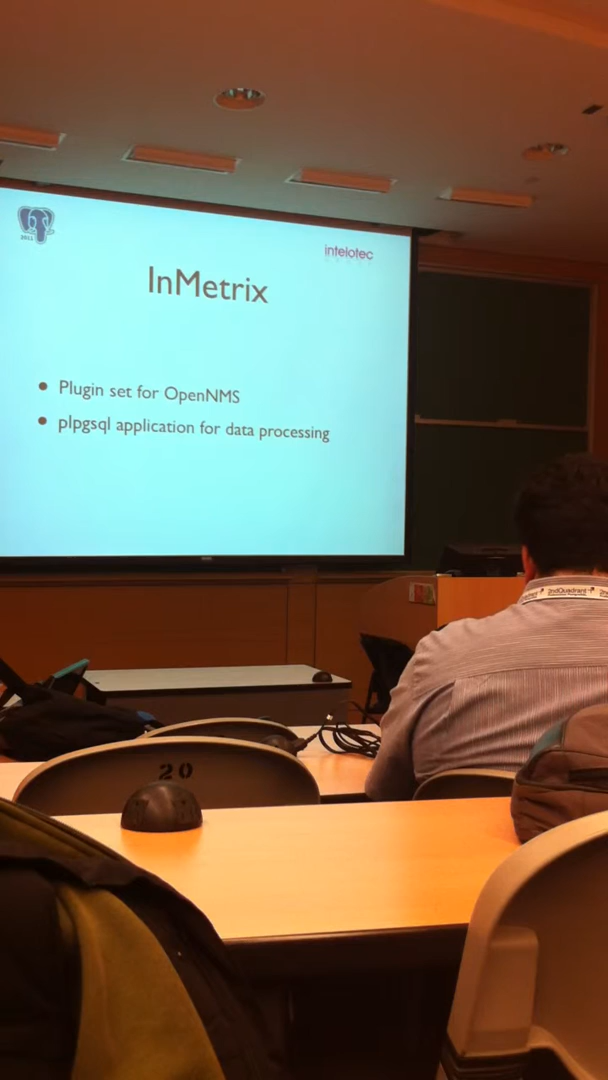 2011
intelotec
InMetrix
• Plugin set for OpenNMS
• plpgsql application for data processing
2ndQuadrant
20